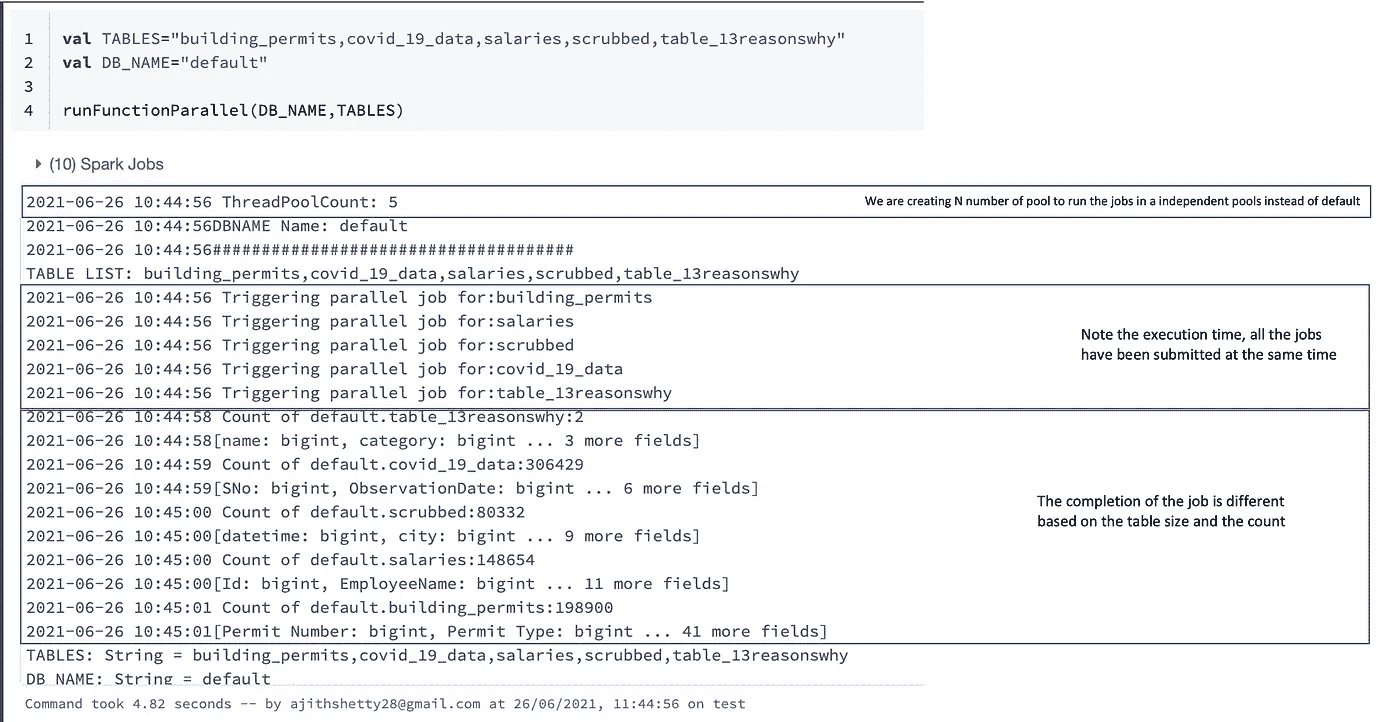 1 val TABLES="building_permits,covid_19_data,salaries,scrubbed,table_13reasonswhy"
2 val DB_NAME="default"
3
4 runFunctionParallel(DB_NAME,TABLES)
(10) Spark Jobs
2021-06-26 10:44:56 ThreadPoolCount: 5
We are creating N number of pool to run the jobs in a independent pools instead of default
2021-06-26 10:44:56DBNAME Name: default
2021-06-26 10:44:56#####################################
TABLE LIST: building_permits,covid_19_data,salaries,scrubbed,table_13reasonswhy
2021-06-26 10:44:56 Triggering parallel job for:building_permits
2021-06-26 10:44:56 Triggering parallel job for:salaries
2021-06-26 10:44:56 Triggering parallel job for:scrubbed
2021-06-26 10:44:56 Triggering parallel job for:covid_19_data
2021-06-26 10:44:56 Triggering parallel job for:table_13reasonswhy
Note the execution time, all the jobs
have been submitted at the same time
2021-06-26 10:44:58 Count of default.table_13reasonswhy:2
2021-06-26 10:44:58[name: bigint, category: bigint ... 3 more fields]
2021-06-26 10:44:59 Count of default.covid_19_data:306429
2021-06-26 10:44:59[SNo: bigint, ObservationDate: bigint ... 6 more fields]
2021-06-26 10:45:00 Count of default.scrubbed:80332
2021-06-26 10:45:00[datetime: bigint, city: bigint ... 9 more fields]
2021-06-26 10:45:00 Count of default.salaries:148654
2021-06-26 10:45:00[Id: bigint, EmployeeName: bigint ... 11 more fields]
2021-06-26 10:45:01 Count of default.building_permits:198900
2021-06-26 10:45:01[Permit Number: bigint, Permit Type: bigint ... 41 more fields]
The completion of the job is different
based on the table size and the count
TABLES: String = building_permits,covid_19_data,salaries,scrubbed,table_13reasonswhy
DB_NAME: String = default
Command took 4.82 seconds -- by ajithshetty28@gmail.com at 26/06/2021, 11:44:56 on test